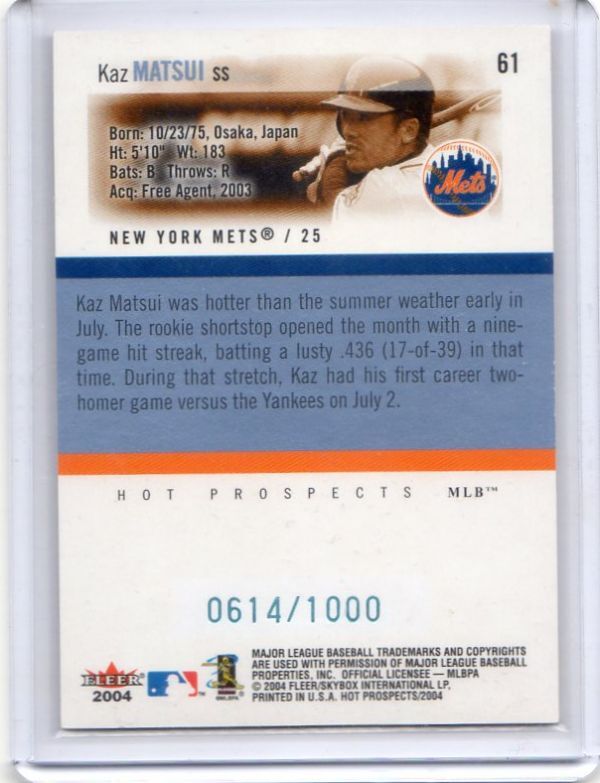 Kaz MATSUI SS
61
Born: 10/23/75, Osaka, Japan
Ht: 5'10" Wt: 183
Bats: B Throws: R
Acq: Free Agent, 2003
Mets
NEW YORK METS® / 25
Kaz Matsui was hotter than the summer weather early in
July. The rookie shortstop opened the month with a nine-
game hit streak, batting a lusty .436 (17-of-39) in that
time. During that stretch, Kaz had his first career two-
homer game versus the Yankees on July 2.
HOT PROSPECTS MLB™
0614/1000
FLEER
2004
MAJOR LEAGUE BASEBALL TRADEMARKS AND COPYRIGHTS
ARE USED WITH PERMISSION OF MAJOR LEAGUE BASEBALL
PROPERTIES, INC. OFFICIAL LICENSEE — MLBPA
© 2004 FLEER/SKYBOX INTERNATIONAL LP,
PRINTED IN U.S.A. HOT PROSPECTS/2004